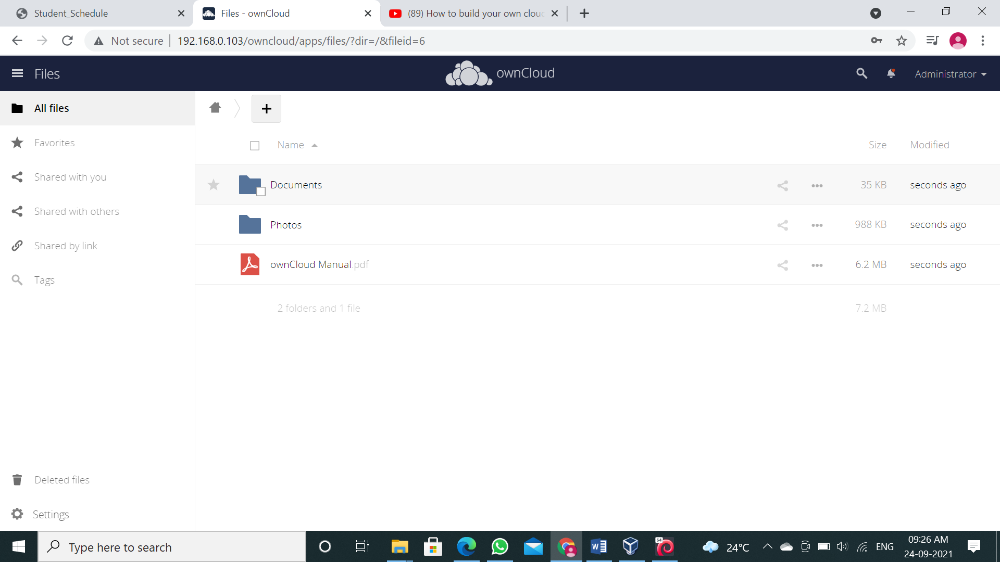 Student_Schedule
Files - ownCloud
(89) How to build your own clou
Not secure
192.168.0.103/owncloud/apps/files/?dir=/&fileid=6
Files
ownCloud
Administrator
All files
Favorites
Shared with you
Shared with others
Shared by link
Tags
Name Size Modified
Documents 35 KB seconds ago
Photos 988 KB seconds ago
ownCloud Manual.pdf 6.2 MB seconds ago
2 folders and 1 file 7.2 MB
Deleted files
Settings
Type here to search
64
24°C
ENG
09:26 AM
24-09-2021